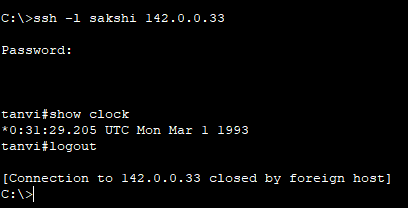 C:\>ssh -l sakshi 142.0.0.33
Password:
tanvi#show clock
*0:31:29.205 UTC Mon Mar 1 1993
tanvi#logout
[Connection to 142.0.0.33 closed by foreign host]
C:\>